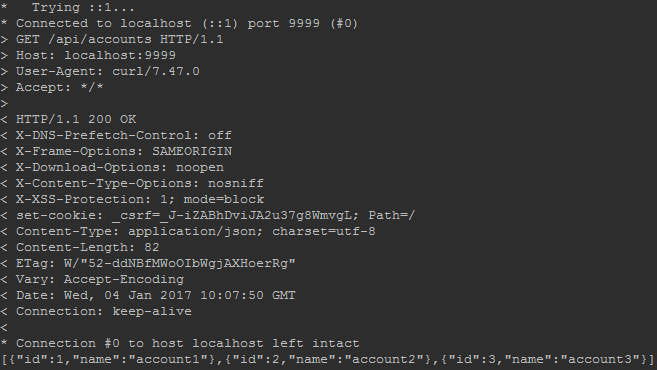 *   Trying ::1...
* Connected to localhost (::1) port 9999 (#0)
> GET /api/accounts HTTP/1.1
> Host: localhost:9999
> User-Agent: curl/7.47.0
> Accept: */*
>
< HTTP/1.1 200 OK
< X-DNS-Prefetch-Control: off
< X-Frame-Options: SAMEORIGIN
< X-Download-Options: noopen
< X-Content-Type-Options: nosniff
< X-XSS-Protection: 1; mode=block
< set-cookie: _csrf=_J-iZABhDviJA2u37g8WmvgL; Path=/
< Content-Type: application/json; charset=utf-8
< Content-Length: 82
< ETag: W/"52-ddNBfMWoOIbWgjAXHoerRg"
< Vary: Accept-Encoding
< Date: Wed, 04 Jan 2017 10:07:50 GMT
< Connection: keep-alive
<
* Connection #0 to host localhost left intact
[{"id":1,"name":"account1"},{"id":2,"name":"account2"},{"id":3,"name":"account3"}]